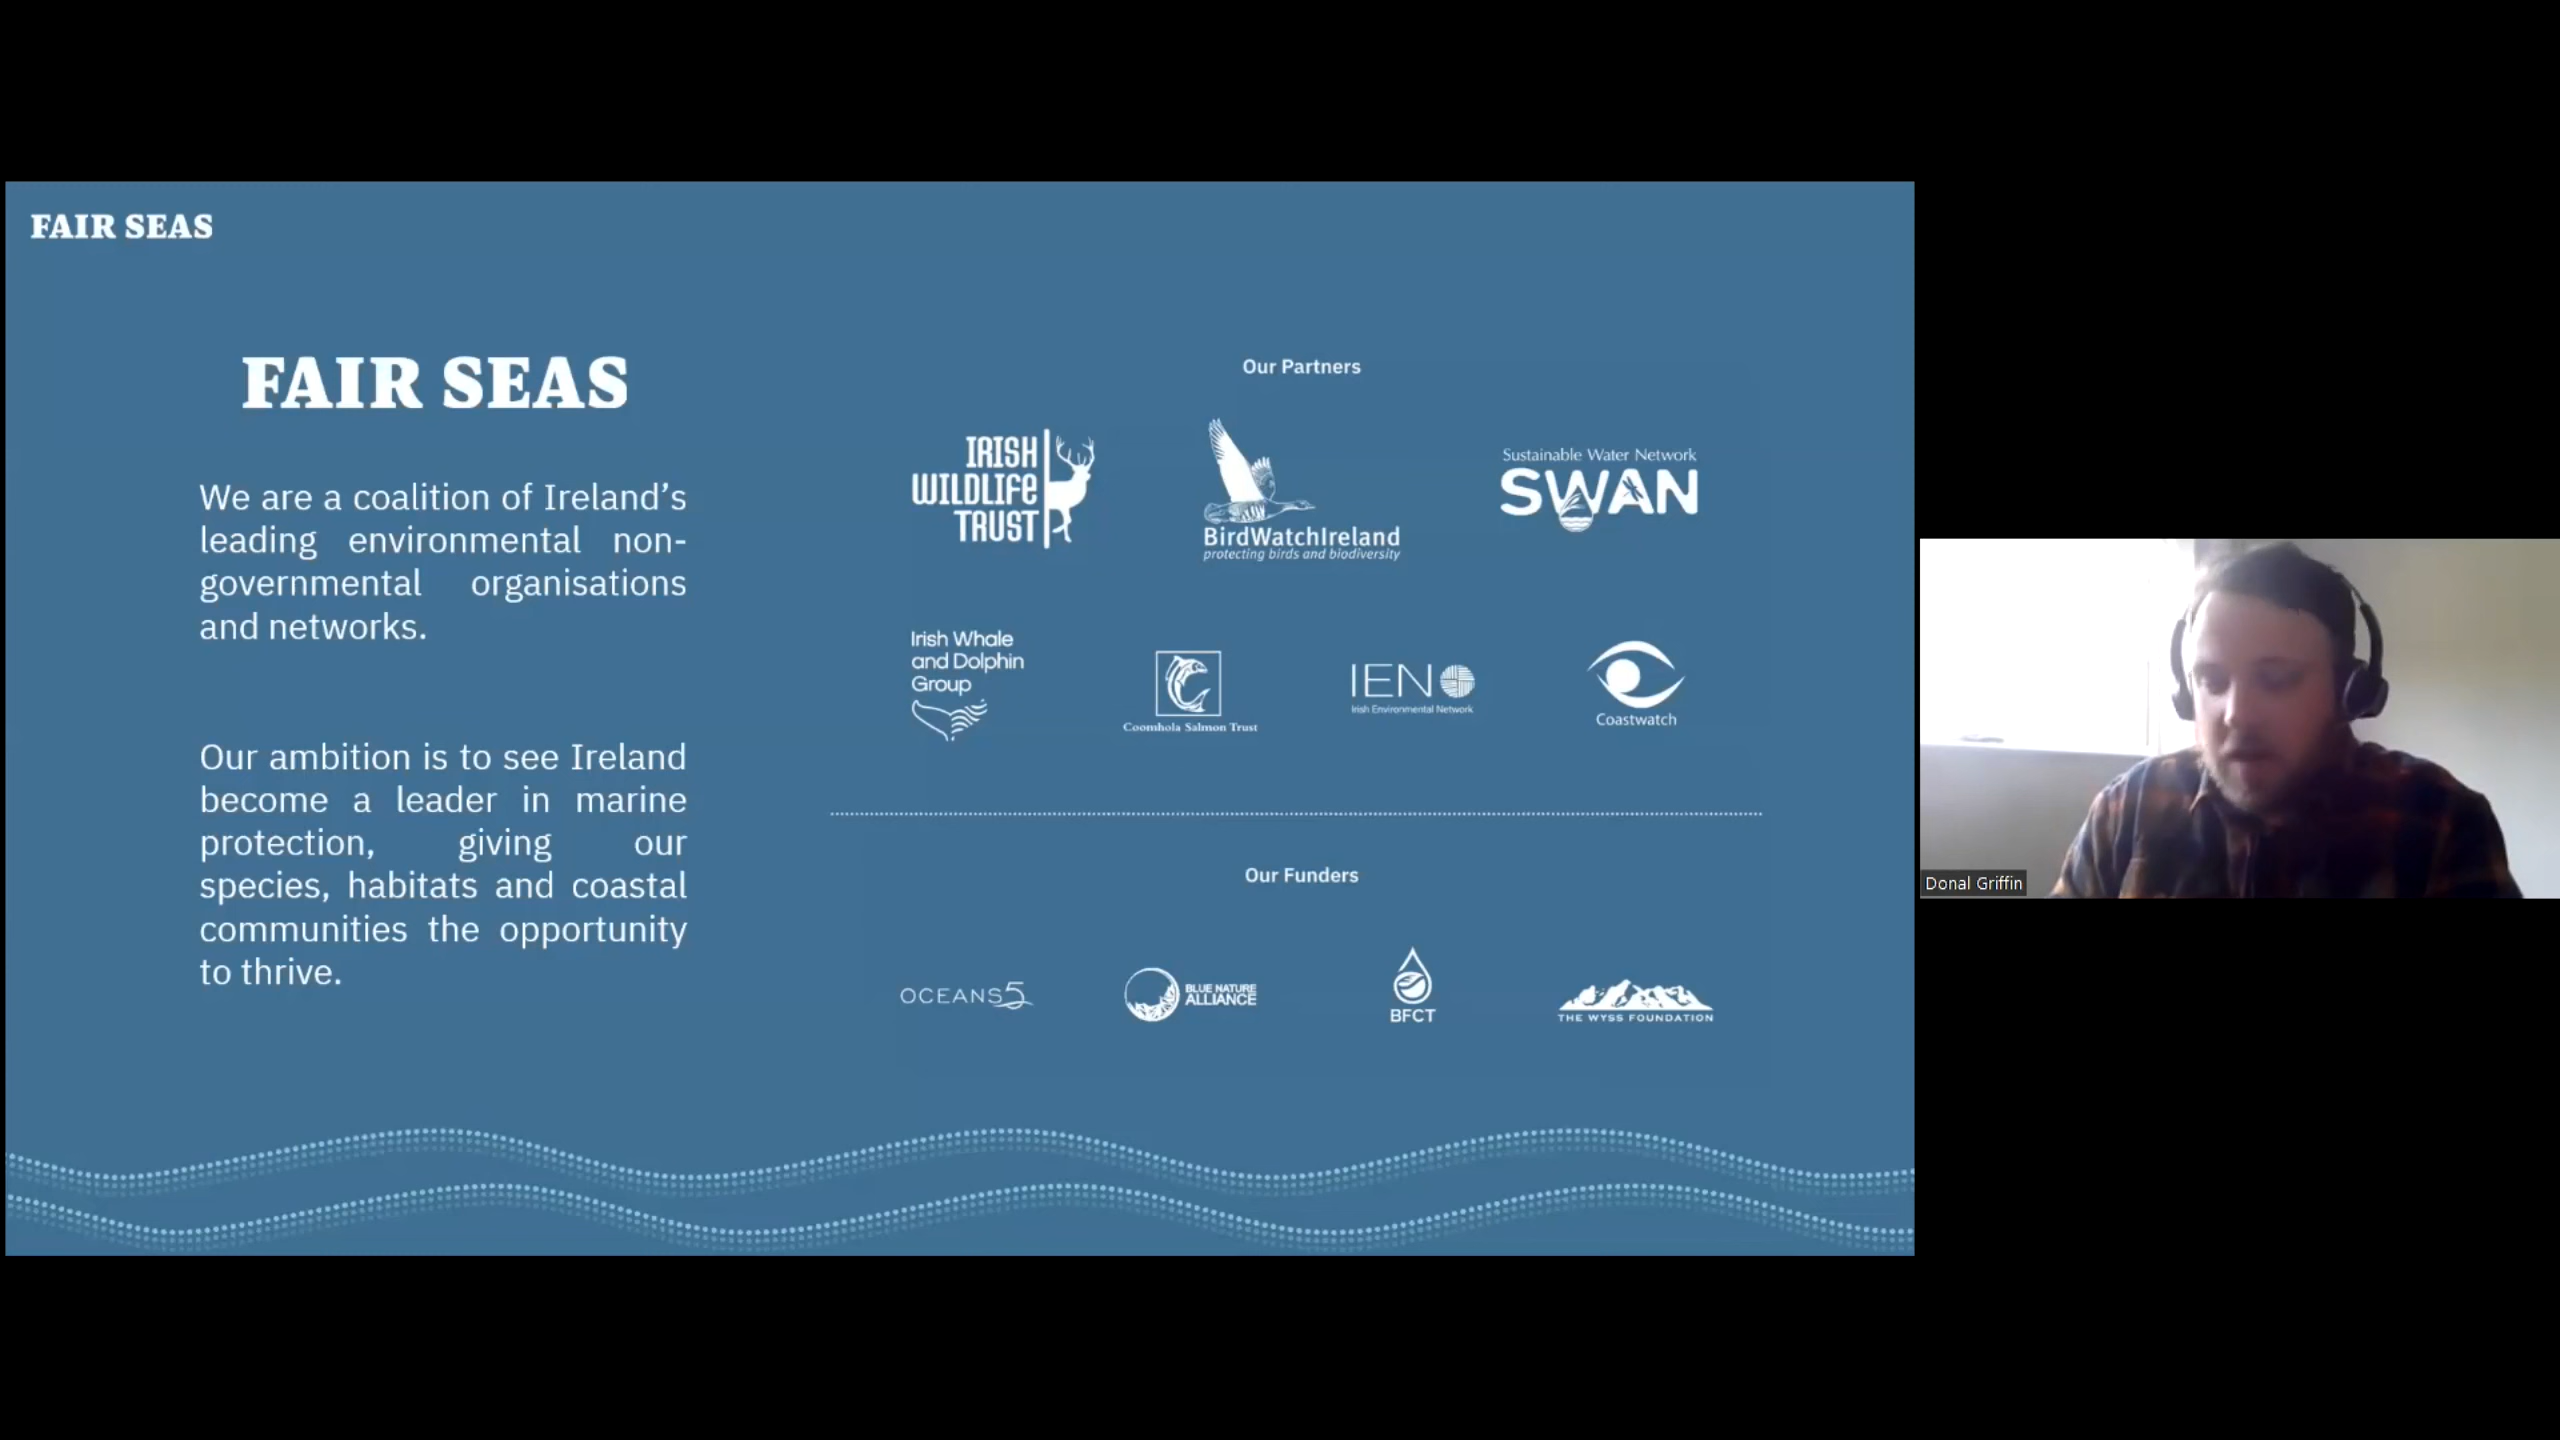 FAIR SEAS
FAIR SEAS
We are a coalition of Ireland’s
leading environmental non-
governmental organisations
and networks.
Our ambition is to see Ireland
become a leader in marine
protection, giving our
species, habitats and coastal
communities the opportunity
to thrive.
Our Partners
IRISH
WILDLIFE
TRUST
BirdWatchIreland
protecting birds and biodiversity
Sustainable Water Network
SWAN
Irish Whale
and Dolphin
Group
Coomhola Salmon Trust
IEN
Irish Environmental Network
Coastwatch
Our Funders
OCEANS5
BLUE NATURE
ALLIANCE
BFCT
THE WYSS FOUNDATION
Donal Griffin